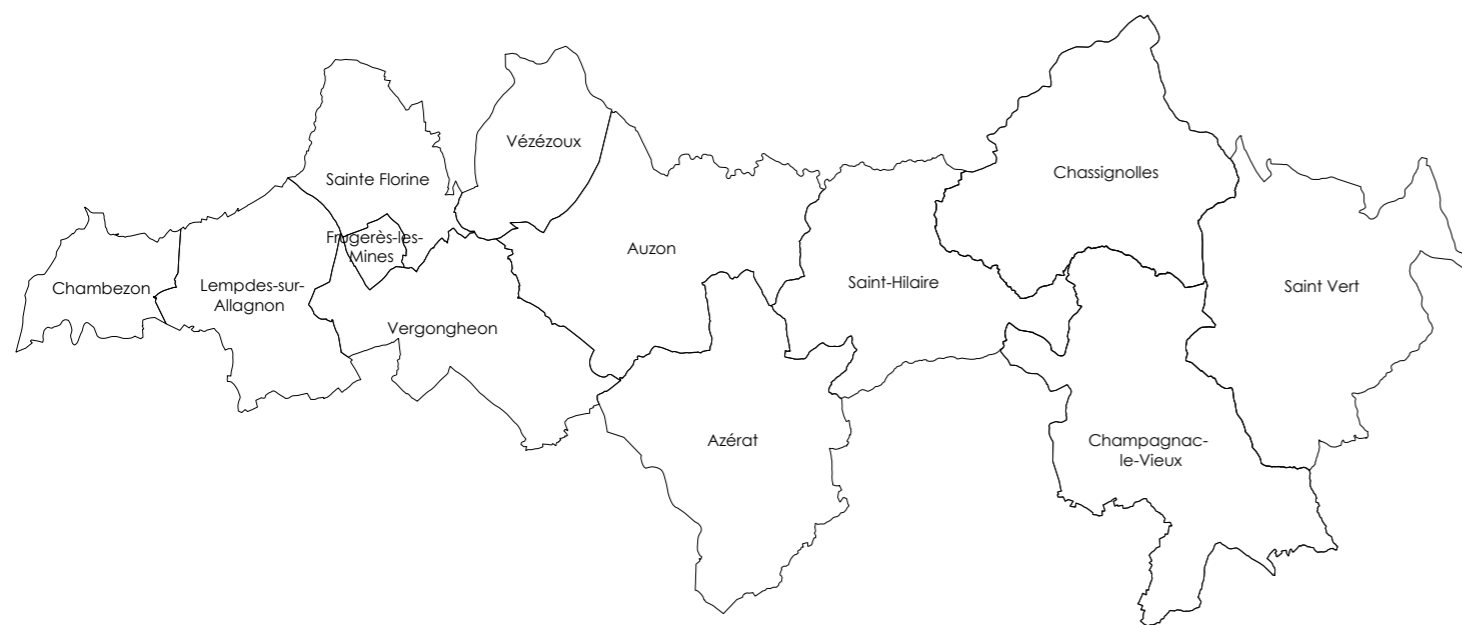 Vézézoux
Chassignolles
Sainte Florine
Frugerès-les-
Mines
Auzon
Chambezon
Lempdes-sur-
Allagnon
Saint-Hilaire
Saint Vert
Vergongheon
Azérat
Champagnac-
le-Vieux